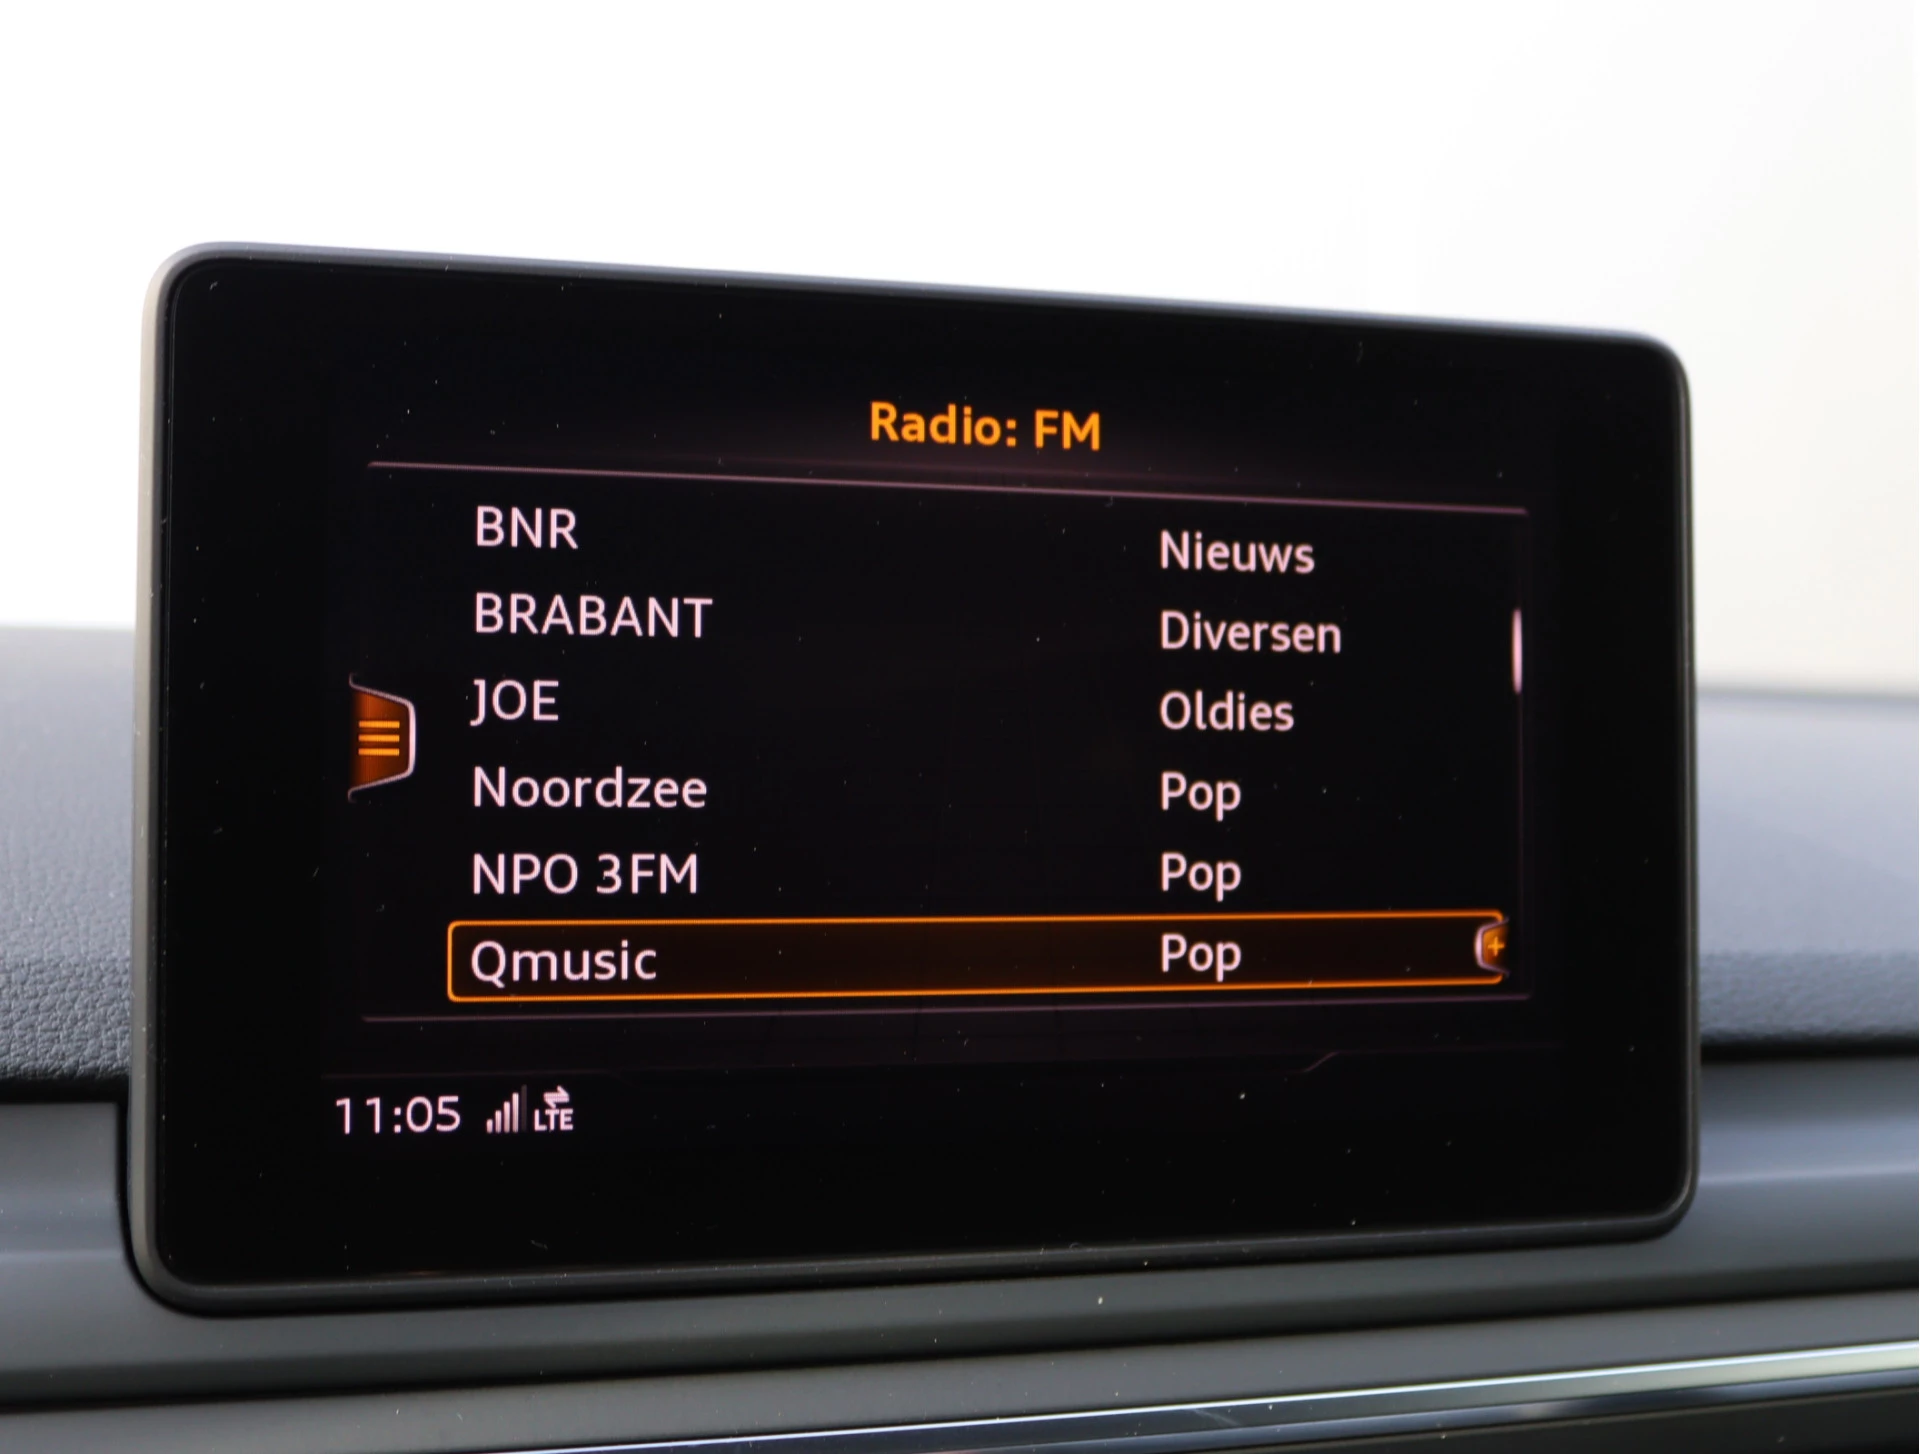 Radio: FM
BNR Nieuws
BRABANT Diversen
JOE Oldies
Noordzee Pop
NPO 3FM Pop
Qmusic Pop
11:05 LTE